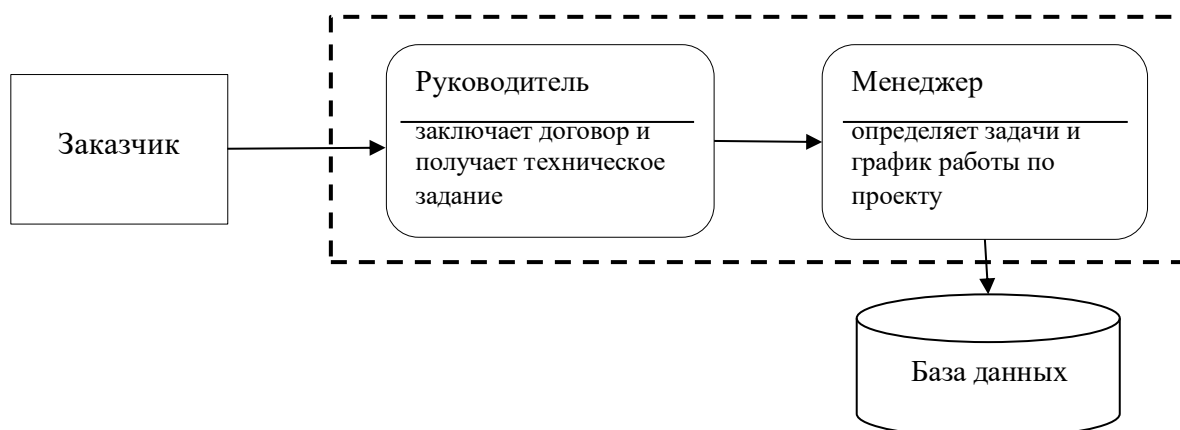 Заказчик
Руководитель
заключает договор и
получает техническое
задание
Менеджер
определяет задачи и
график работы по
проекту
База данных